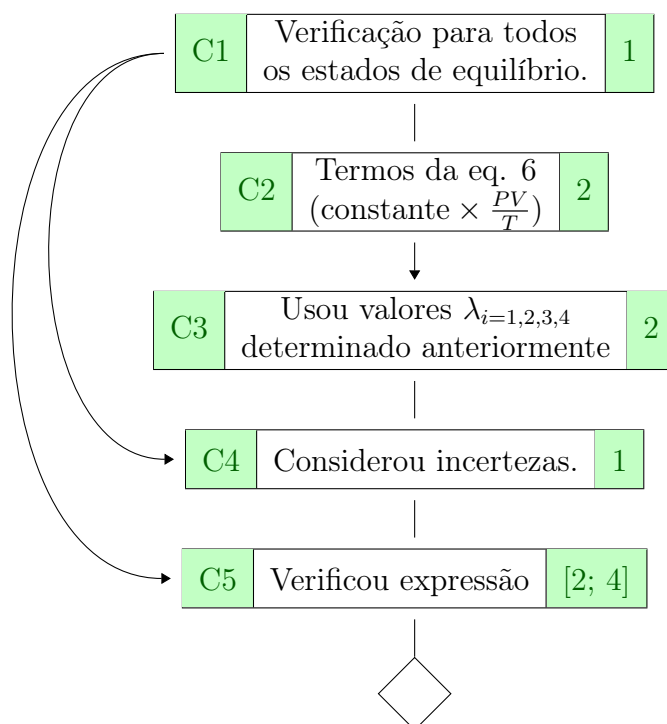 C1 Verificação para todos os estados de equilíbrio. 1
C2 Termos da eq. 6 (constante × PV/T) 2
C3 Usou valores λi=1,2,3,4 determinado anteriormente 2
C4 Considerou incertezas. 1
C5 Verificou expressão [2; 4]